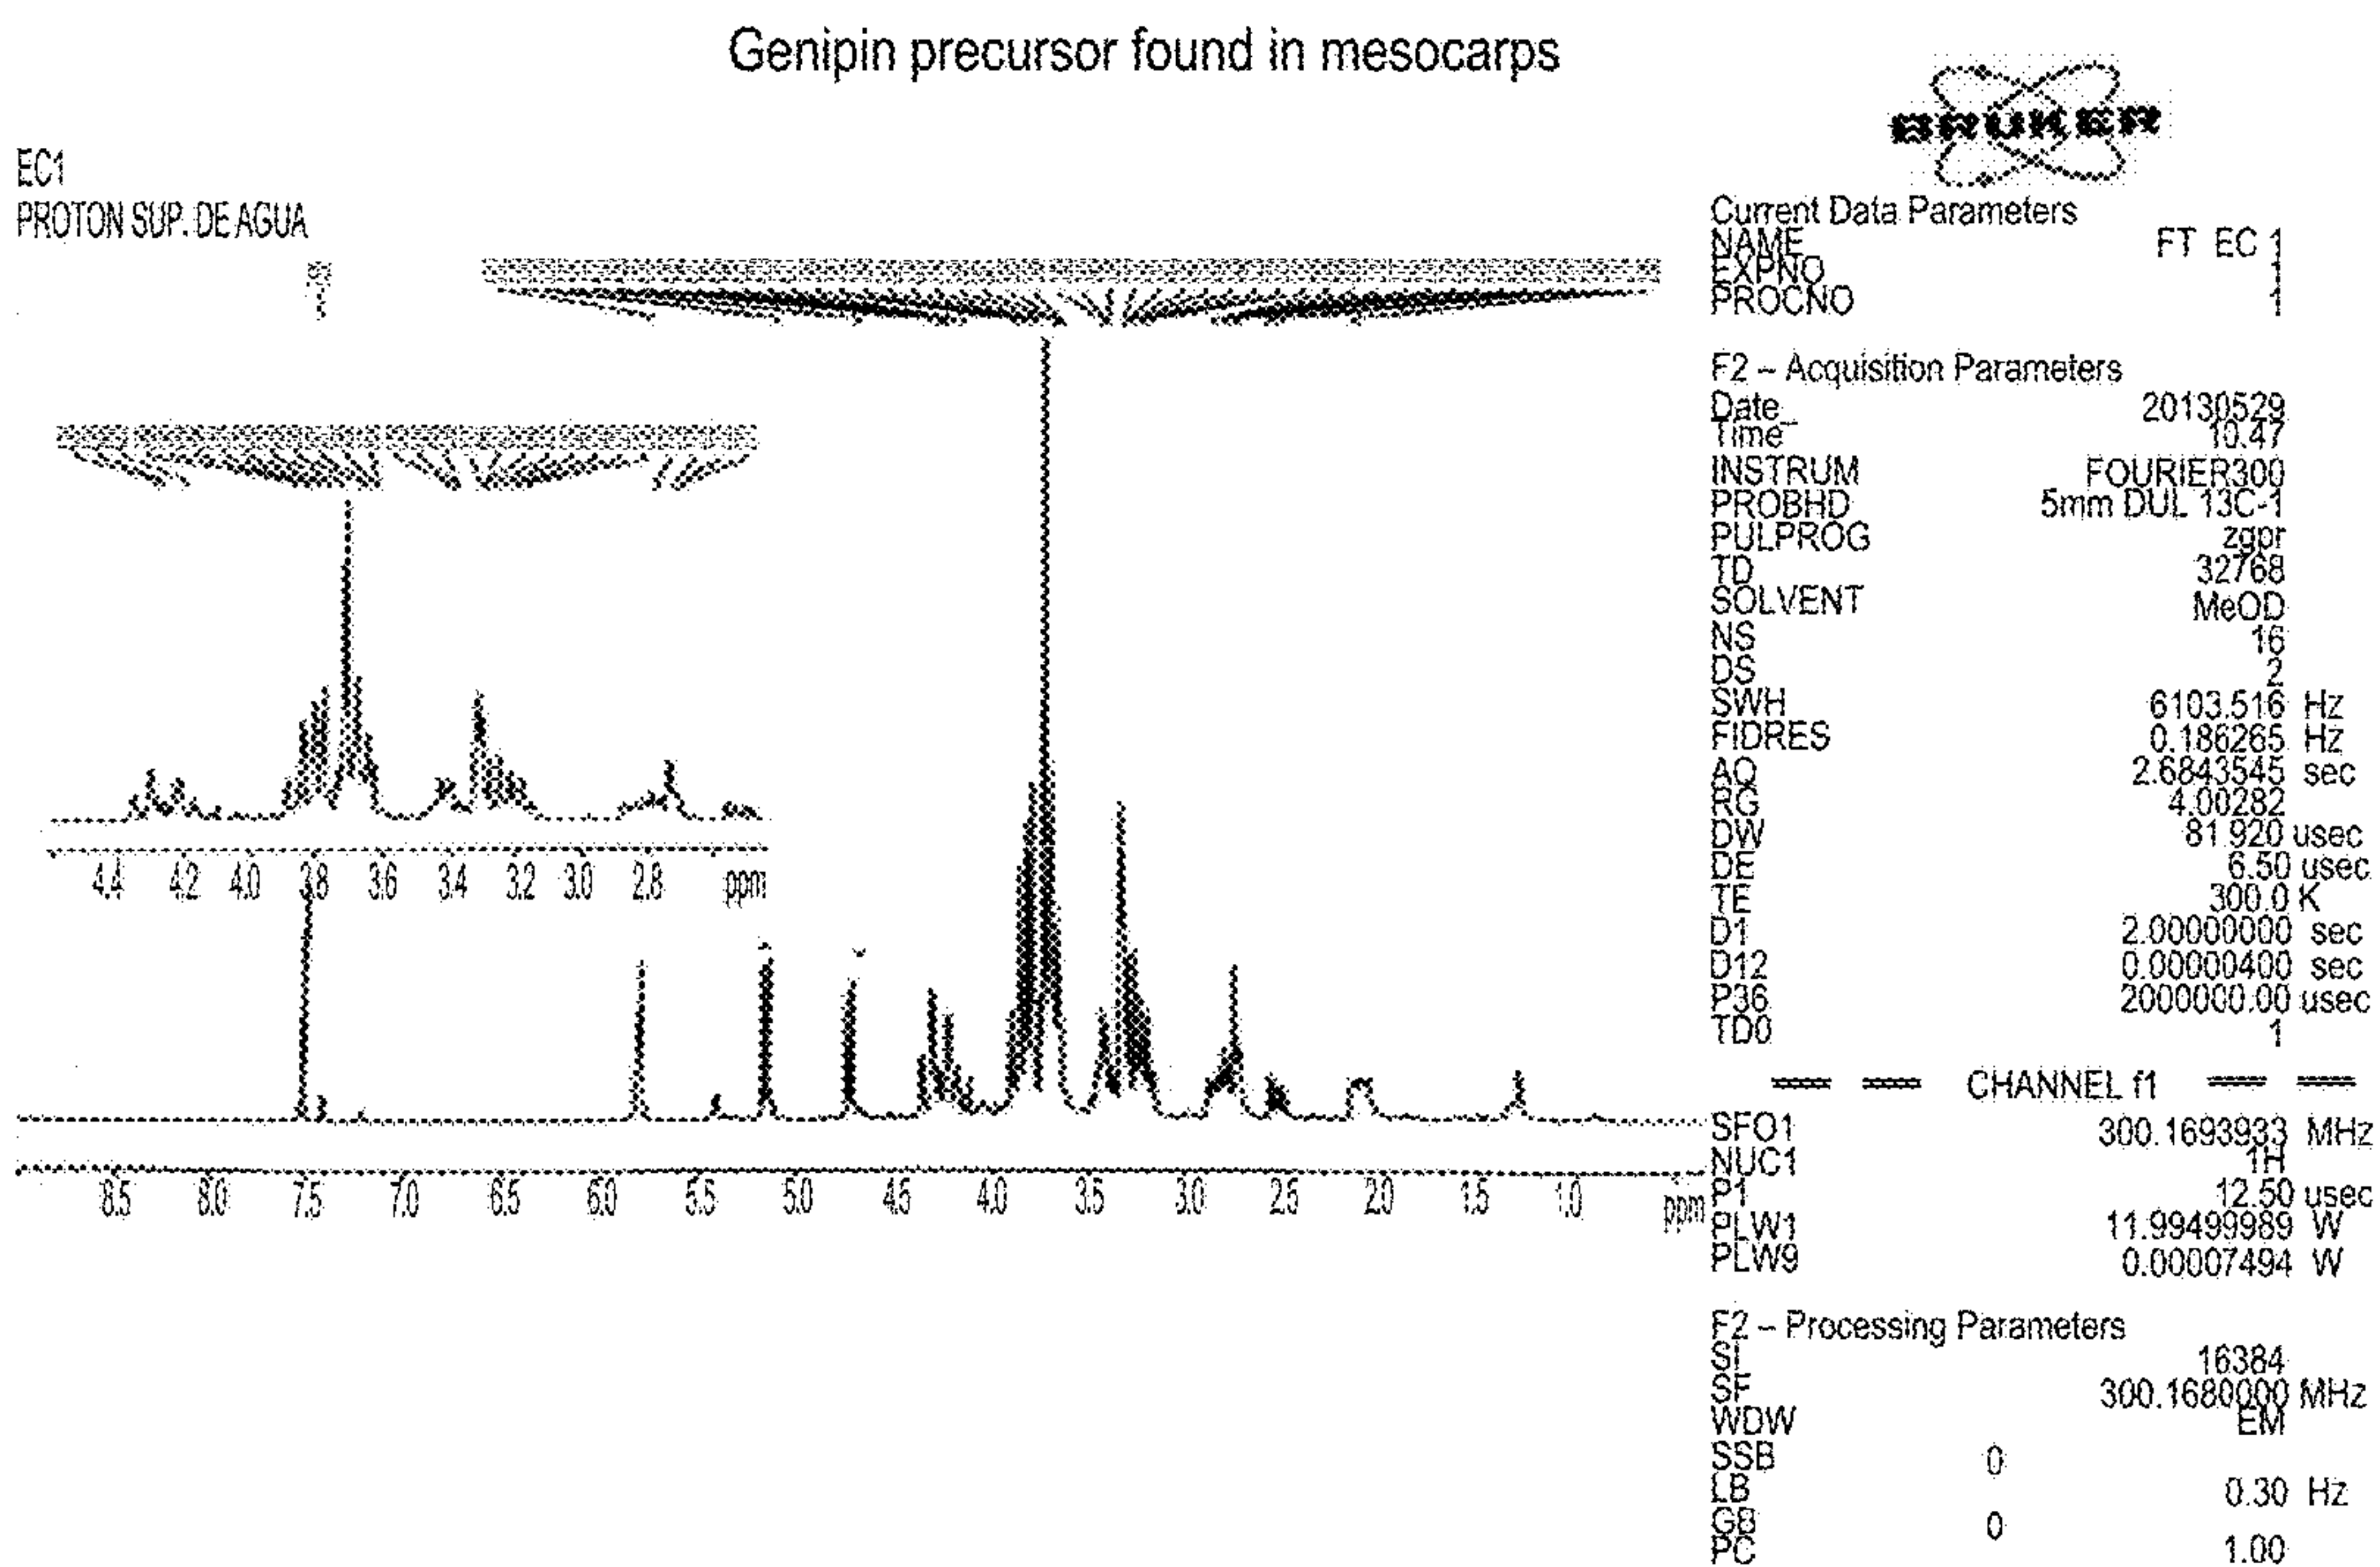 Genipin precursor found in mesocarps
BRUKER
EC1
PROTON SUP. DE AGUA
Current Data Parameters
NAME FT EC 1
EXPNO 1
PROCNO 1
F2 – Acquisition Parameters
Date_ 20130529
Time 10.47
INSTRUM FOURIER300
PROBHD 5mm DUL 13C-1
PULPROG zgpr
TD 32768
SOLVENT MeOD
NS 16
DS 2
SWH 6103.516 Hz
FIDRES 0.186265 Hz
AQ 2.6843545 sec
RG 4.00282
DW 81.920 usec
DE 6.50 usec
TE 300.0 K
D1 2.00000000 sec
D12 0.00000400 sec
P36 2000000.00 usec
TD0 1
CHANNEL f1
SFO1 300.1693933 MHz
NUC1 1H
P1 12.50 usec
PLW1 11.99499989 W
PLW9 0.00007494 W
F2 – Processing Parameters
SI 16384
SF 300.1680000 MHz
WDW EM
SSB 0
LB 0.30 Hz
GB 0
PC 1.00
4.4 4.2 4.0 3.8 3.6 3.4 3.2 3.0 2.8 ppm
8.5 8.0 7.5 7.0 6.5 6.0 5.5 5.0 4.5 4.0 3.5 3.0 2.5 2.0 1.5 1.0 ppm